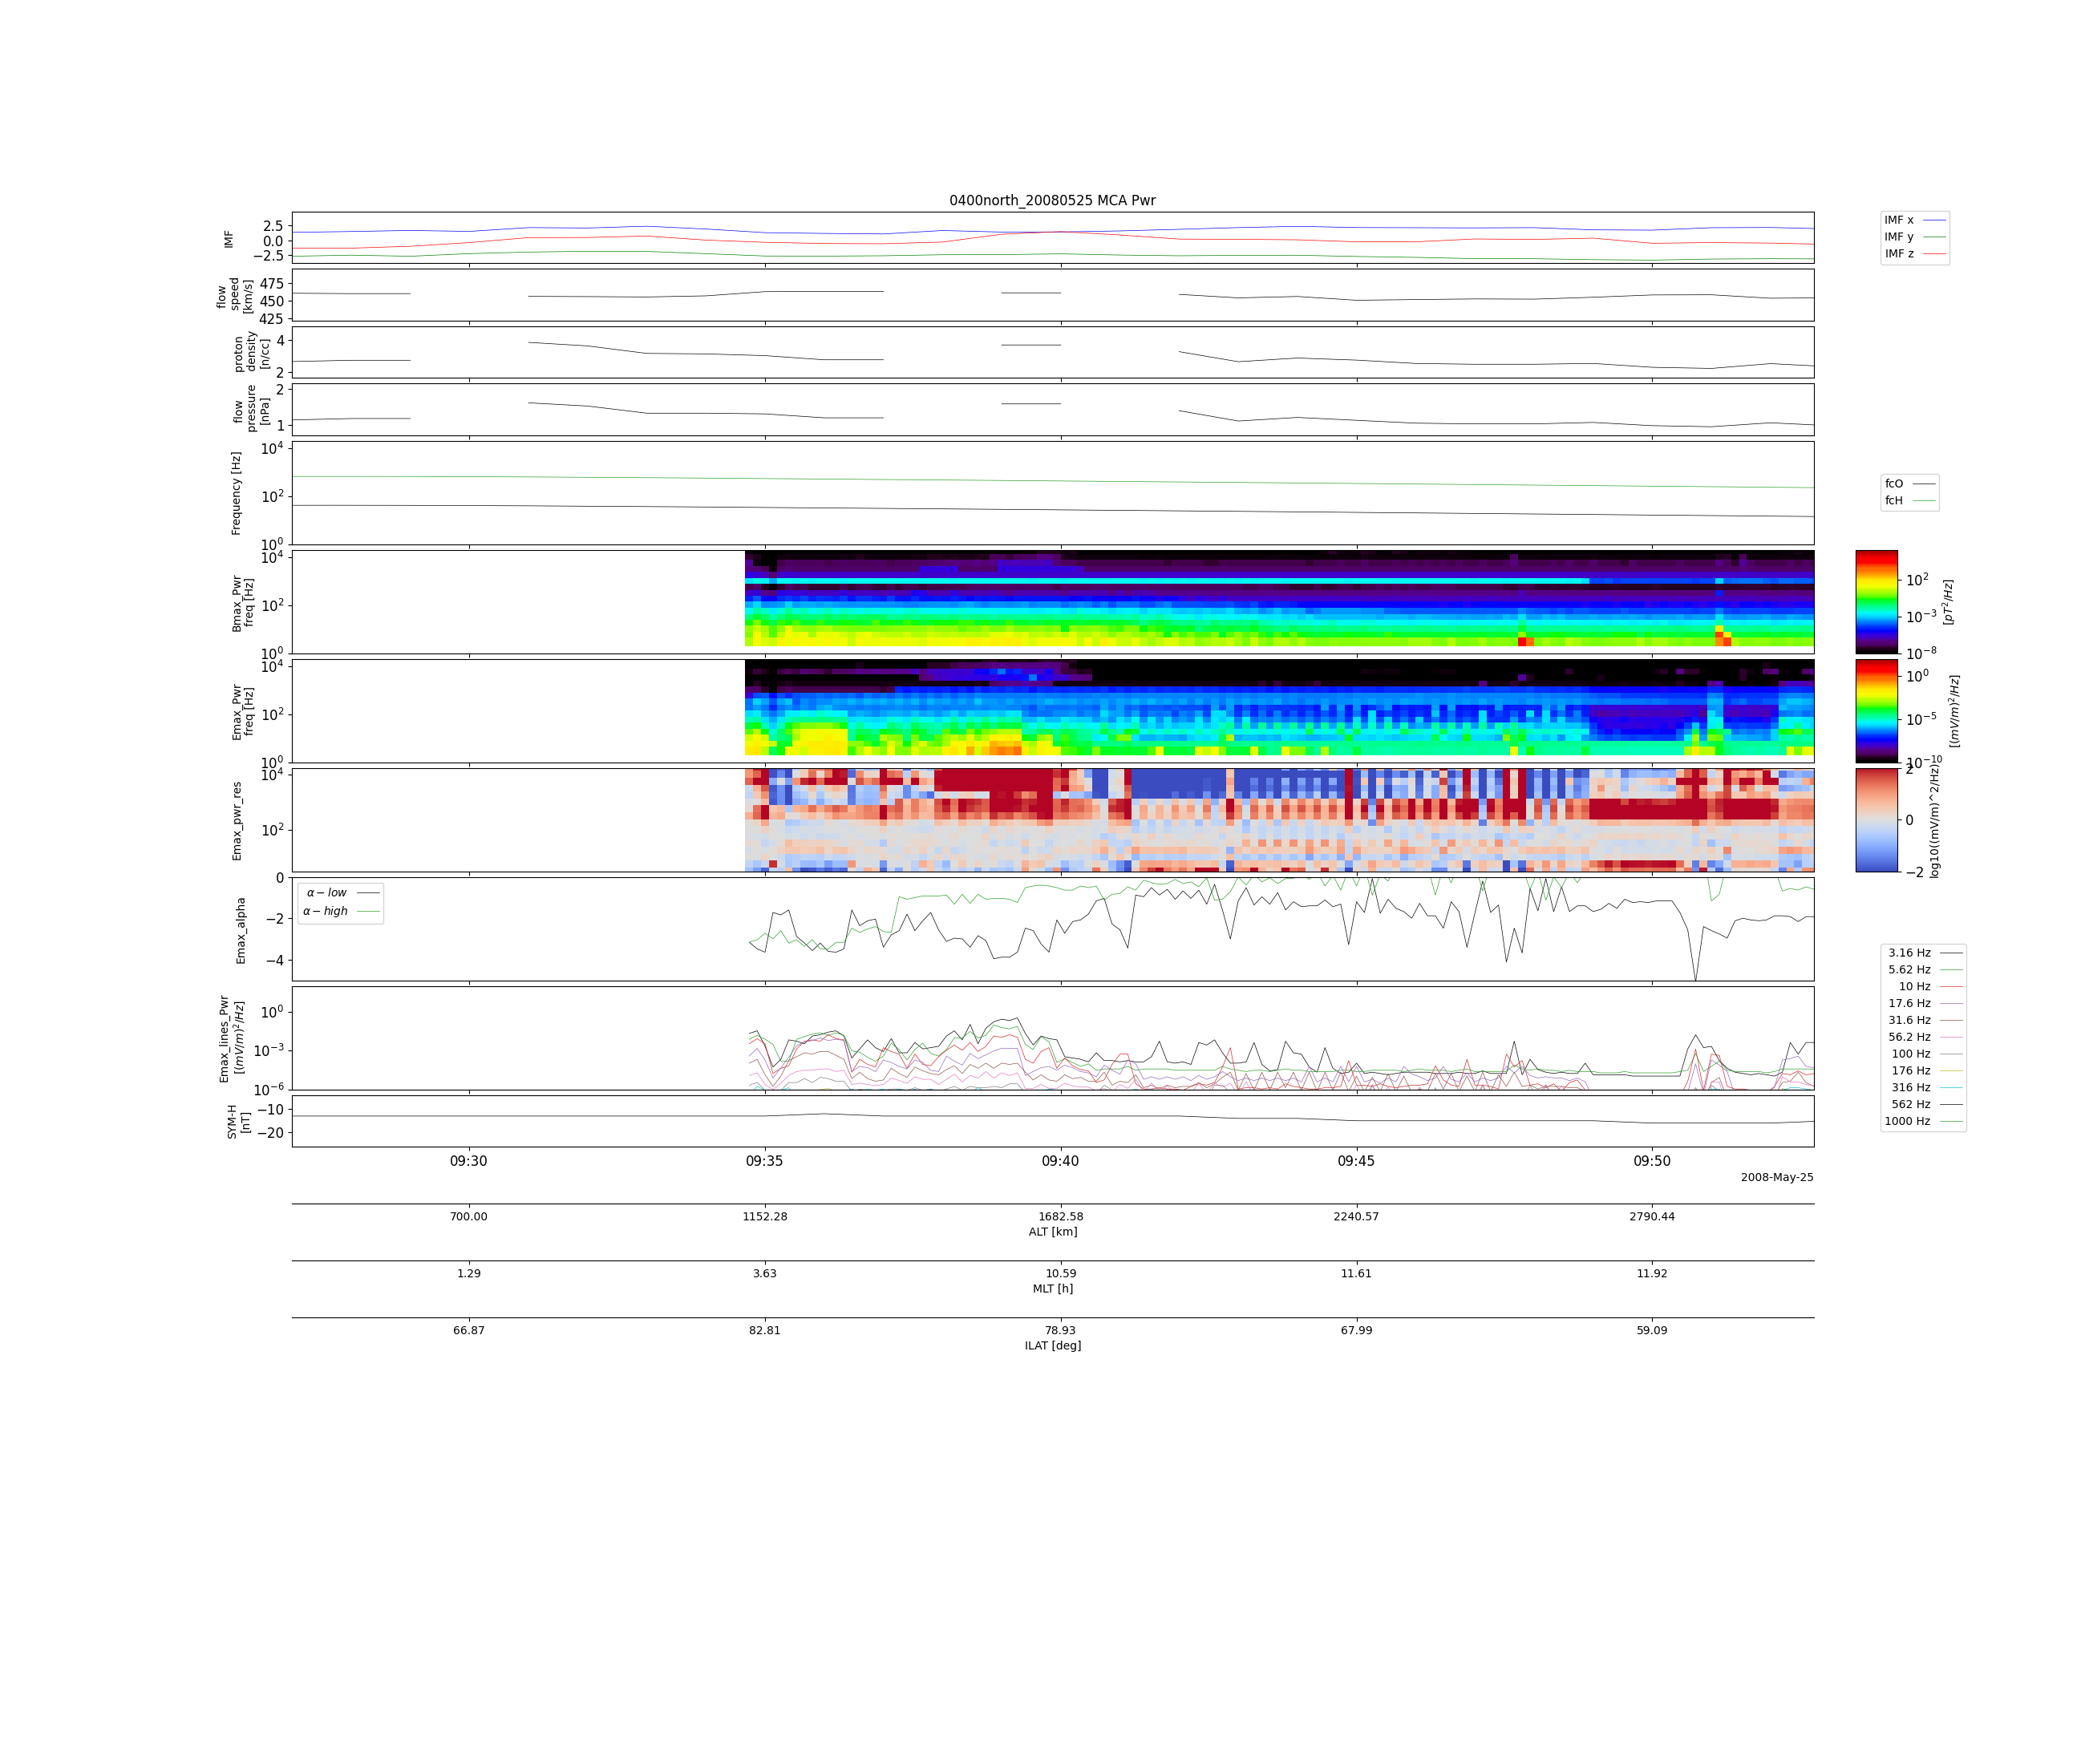 0400north_20080525 MCA Pwr
IMF
2.5
0.0
−2.5
IMF x
IMF y
IMF z
flow
speed
[km/s]
475
450
425
proton
density
[n/cc]
4
2
flow
pressure
[nPa]
2
1
Frequency [Hz]
10^4
10^2
10^0
fcO
fcH
Bmax_Pwr
freq [Hz]
10^4
10^2
10^0
10^2
10^−3
10^−8
[pT^2/Hz]
Emax_Pwr
freq [Hz]
10^4
10^2
10^0
10^0
10^−5
10^−10
[(mV/m)^2/Hz]
Emax_pwr_res
10^4
10^2
2
0
−2
log10((mV/m)^2/Hz)
Emax_alpha
0
−2
−4
α − low
α − high
Emax_lines_Pwr
[(mV/m)^2/Hz]
10^0
10^−3
10^−6
3.16 Hz
5.62 Hz
10 Hz
17.6 Hz
31.6 Hz
56.2 Hz
100 Hz
176 Hz
316 Hz
562 Hz
1000 Hz
SYM-H
[nT]
−10
−20
09:30 09:35 09:40 09:45 09:50
2008-May-25
700.00 1152.28 1682.58 2240.57 2790.44
ALT [km]
1.29 3.63 10.59 11.61 11.92
MLT [h]
66.87 82.81 78.93 67.99 59.09
ILAT [deg]